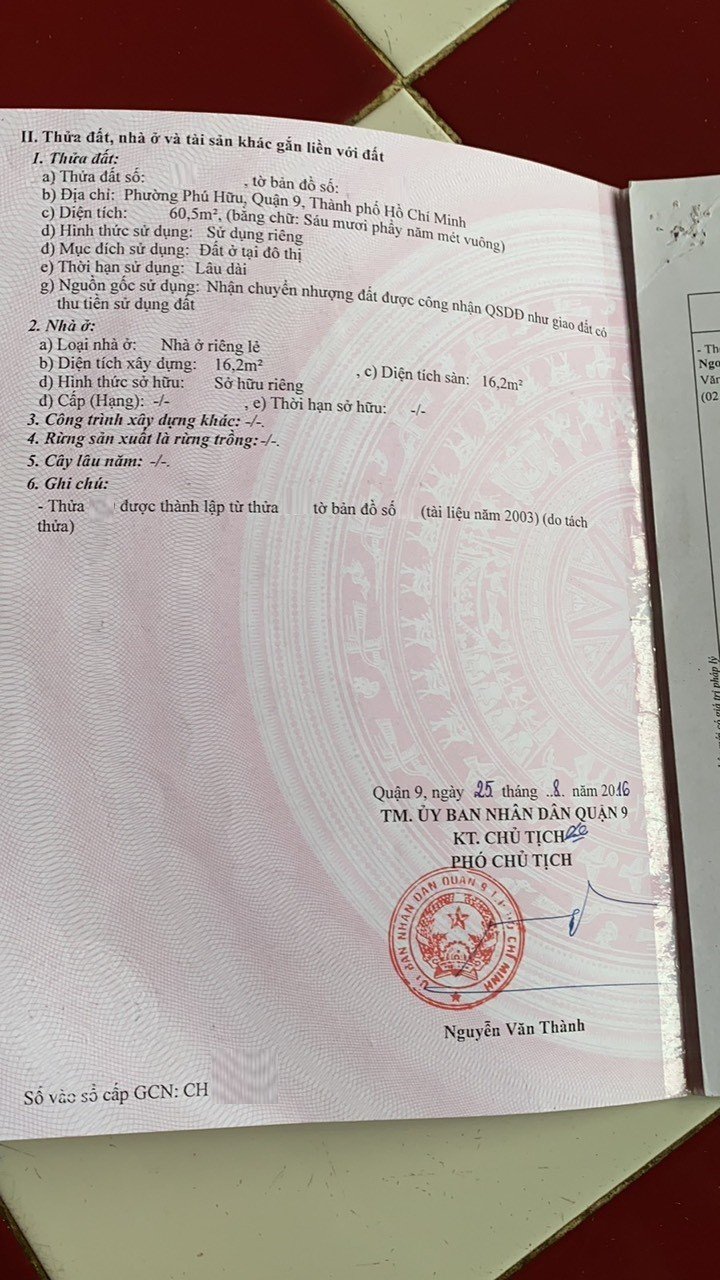 II. Thửa đất, nhà ở và tài sản khác gắn liền với đất
1. Thửa đất:
a) Thửa đất số: , tờ bản đồ số:
b) Địa chỉ: Phường Phú Hữu, Quận 9, Thành phố Hồ Chí Minh
c) Diện tích: 60,5m², (bằng chữ: Sáu mươi phẩy năm mét vuông)
d) Hình thức sử dụng: Sử dụng riêng
đ) Mục đích sử dụng: Đất ở tại đô thị
e) Thời hạn sử dụng: Lâu dài
g) Nguồn gốc sử dụng: Nhận chuyển nhượng đất được công nhận QSDĐ như giao đất có
thu tiền sử dụng đất
2. Nhà ở:
a) Loại nhà ở: Nhà ở riêng lẻ
b) Diện tích xây dựng: 16,2m² , c) Diện tích sàn: 16,2m²
d) Hình thức sở hữu: Sở hữu riêng
đ) Cấp (Hạng): -/- , e) Thời hạn sở hữu: -/-
3. Công trình xây dựng khác: -/-.
4. Rừng sản xuất là rừng trồng: -/-.
5. Cây lâu năm: -/-.
6. Ghi chú:
- Thửa được thành lập từ thửa tờ bản đồ số (tài liệu năm 2003) (do tách
thửa)
Quận 9, ngày 25 tháng 8. năm 2016
TM. ỦY BAN NHÂN DÂN QUẬN 9
KT. CHỦ TỊCH
PHÓ CHỦ TỊCH
Nguyễn Văn Thành
Số vào sổ cấp GCN: CH
- Th
Ngo
Văn
(02